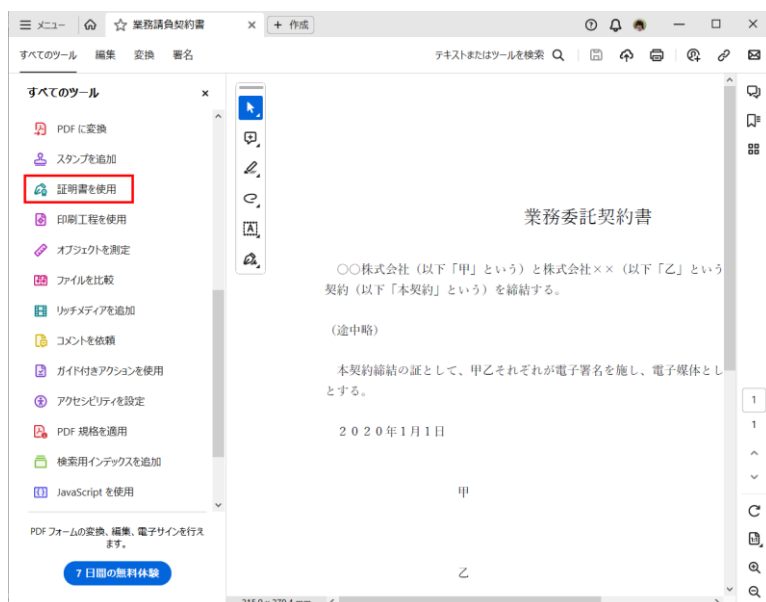 メニュー
業務請負契約書
× + 作成
すべてのツール 編集 変換 署名
テキストまたはツールを検索
すべてのツール ×
PDF に変換
スタンプを追加
証明書を使用
印刷工程を使用
オブジェクトを測定
ファイルを比較
リッチメディアを追加
コメントを依頼
ガイド付きアクションを使用
アクセシビリティを設定
PDF 規格を適用
検索用インデックスを追加
JavaScript を使用
PDF フォームの変換、編集、電子サインを行え
ます。
7 日間の無料体験
業務委託契約書
○○株式会社（以下「甲」という）と株式会社××（以下「乙」という
契約（以下「本契約」という）を締結する。
（途中略）
本契約締結の証として、甲乙それぞれが電子署名を施し、電子媒体とし
とする。
２０２０年１月１日
甲
乙
1
1